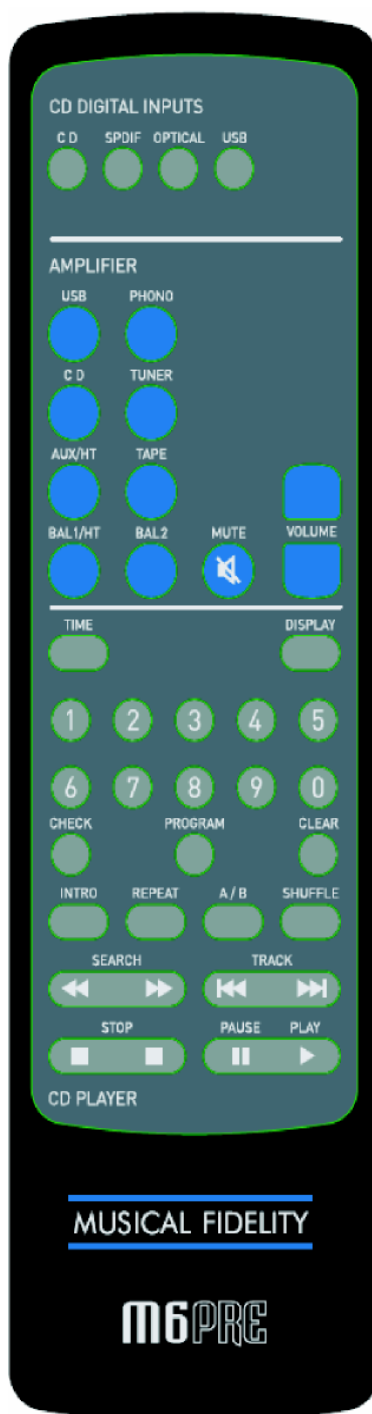 CD DIGITAL INPUTS
CD SPDIF OPTICAL USB
AMPLIFIER
USB PHONO
CD TUNER
AUX/HT TAPE
BAL1/HT BAL2 MUTE VOLUME
TIME DISPLAY
1 2 3 4 5
6 7 8 9 0
CHECK PROGRAM CLEAR
INTRO REPEAT A/B SHUFFLE
SEARCH TRACK
STOP PAUSE PLAY
CD PLAYER
MUSICAL FIDELITY
M6PRE